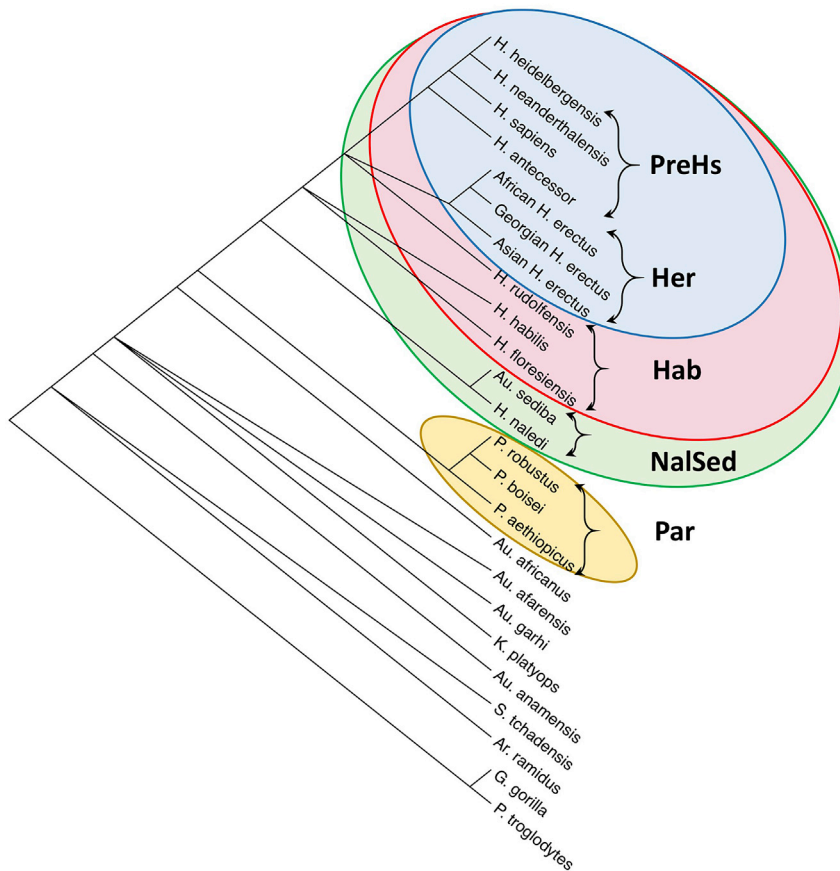 H. heidelbergensis
H. neanderthalensis
H. sapiens
H. antecessor
PreHs
African H. erectus
Georgian H. erectus
Asian H. erectus
Her
H. rudolfensis
H. habilis
H. floresiensis
Hab
Au. sediba
H. naledi
NalSed
P. robustus
P. boisei
P. aethiopicus
Par
Au. africanus
Au. afarensis
Au. garhi
K. platyops
Au. anamensis
S. tchadensis
Ar. ramidus
G. gorilla
P. troglodytes